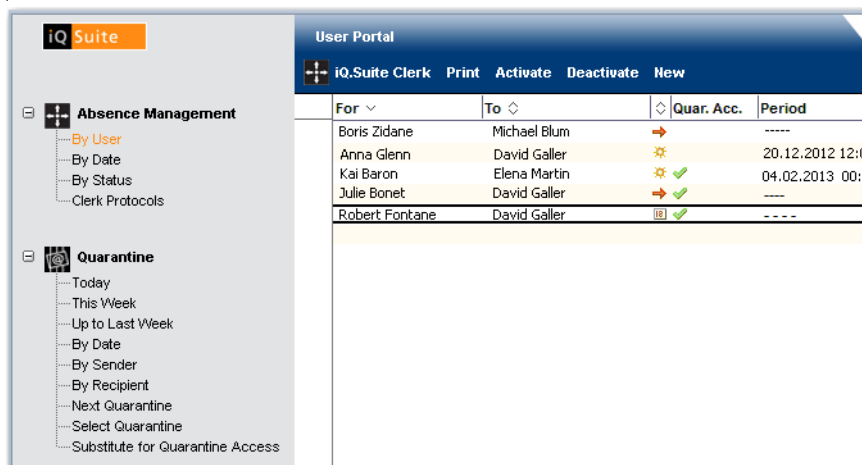 iQ Suite
User Portal
iQ.Suite Clerk Print Activate Deactivate New
For To Quar. Acc. Period
Boris Zidane Michael Blum -----
Anna Glenn David Galler 20.12.2012 12:0
Kai Baron Elena Martin 04.02.2013 00:
Julie Bonet David Galler ----
Robert Fontane David Galler - - - -
Absence Management
By User
By Date
By Status
Clerk Protocols
Quarantine
Today
This Week
Up to Last Week
By Date
By Sender
By Recipient
Next Quarantine
Select Quarantine
Substitute for Quarantine Access